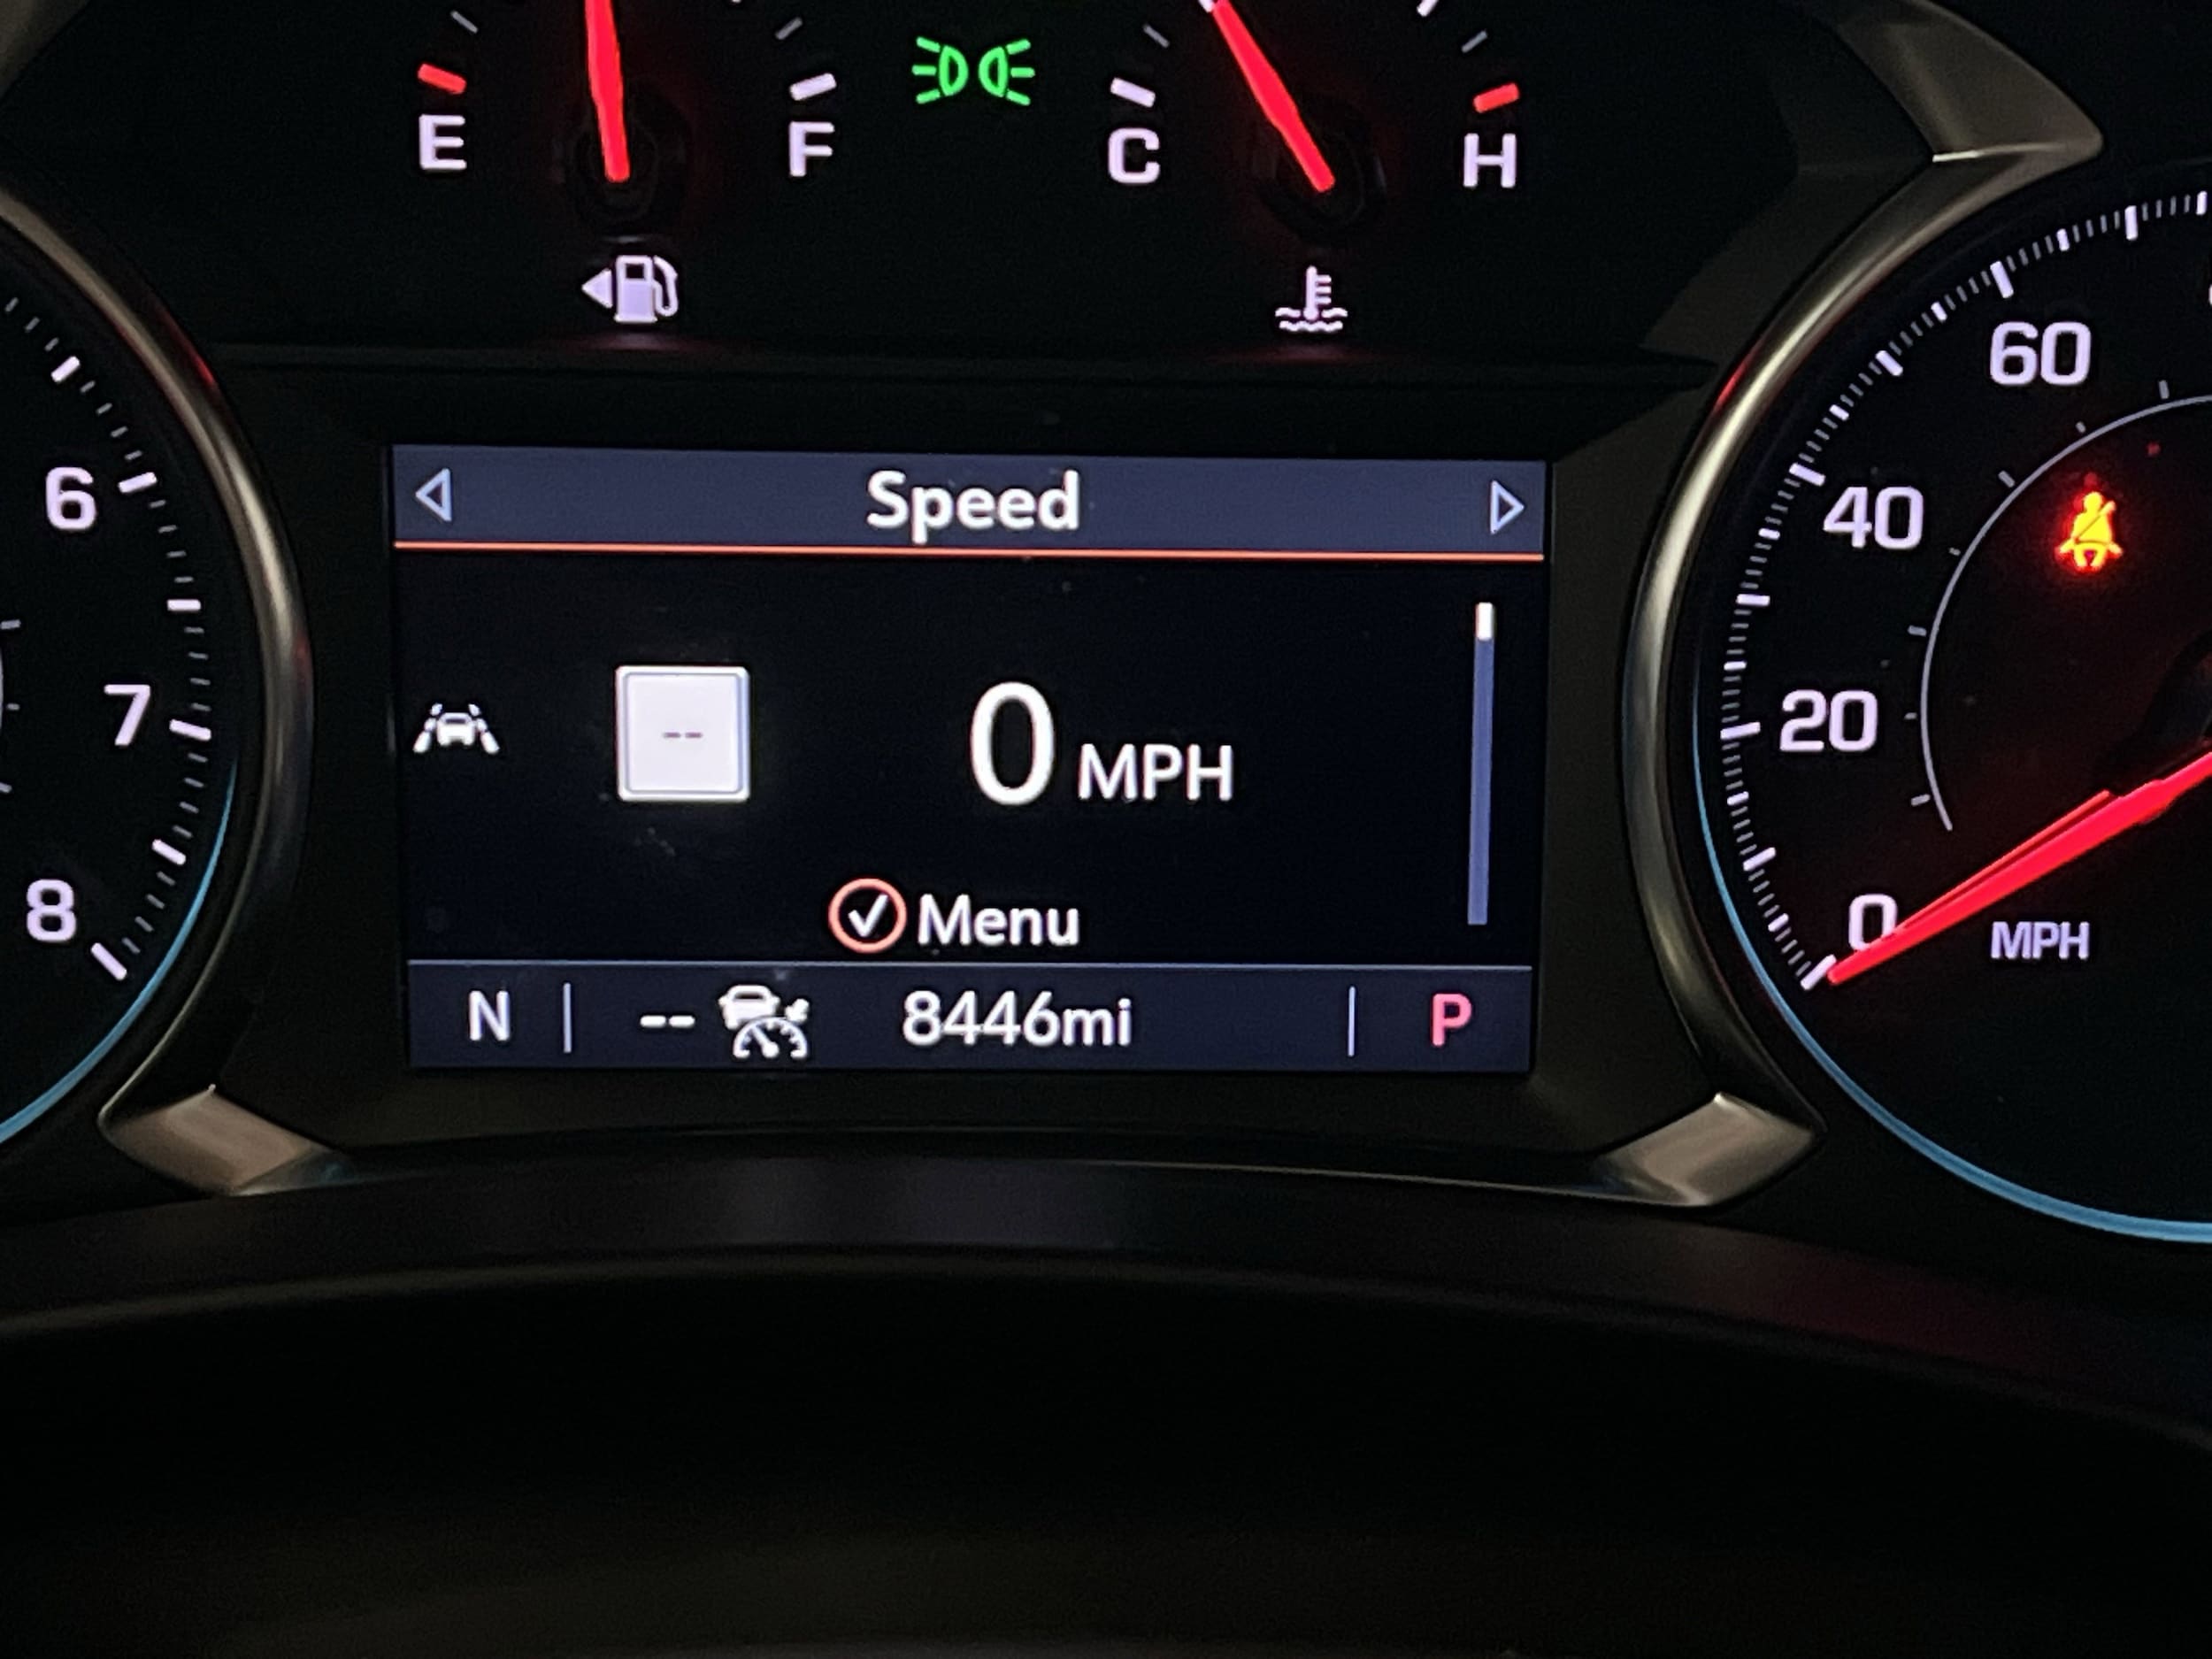 E F C H
60
Speed
6 40
-- 0 MPH
7 20
Menu
8 0 MPH
N -- 8446mi P